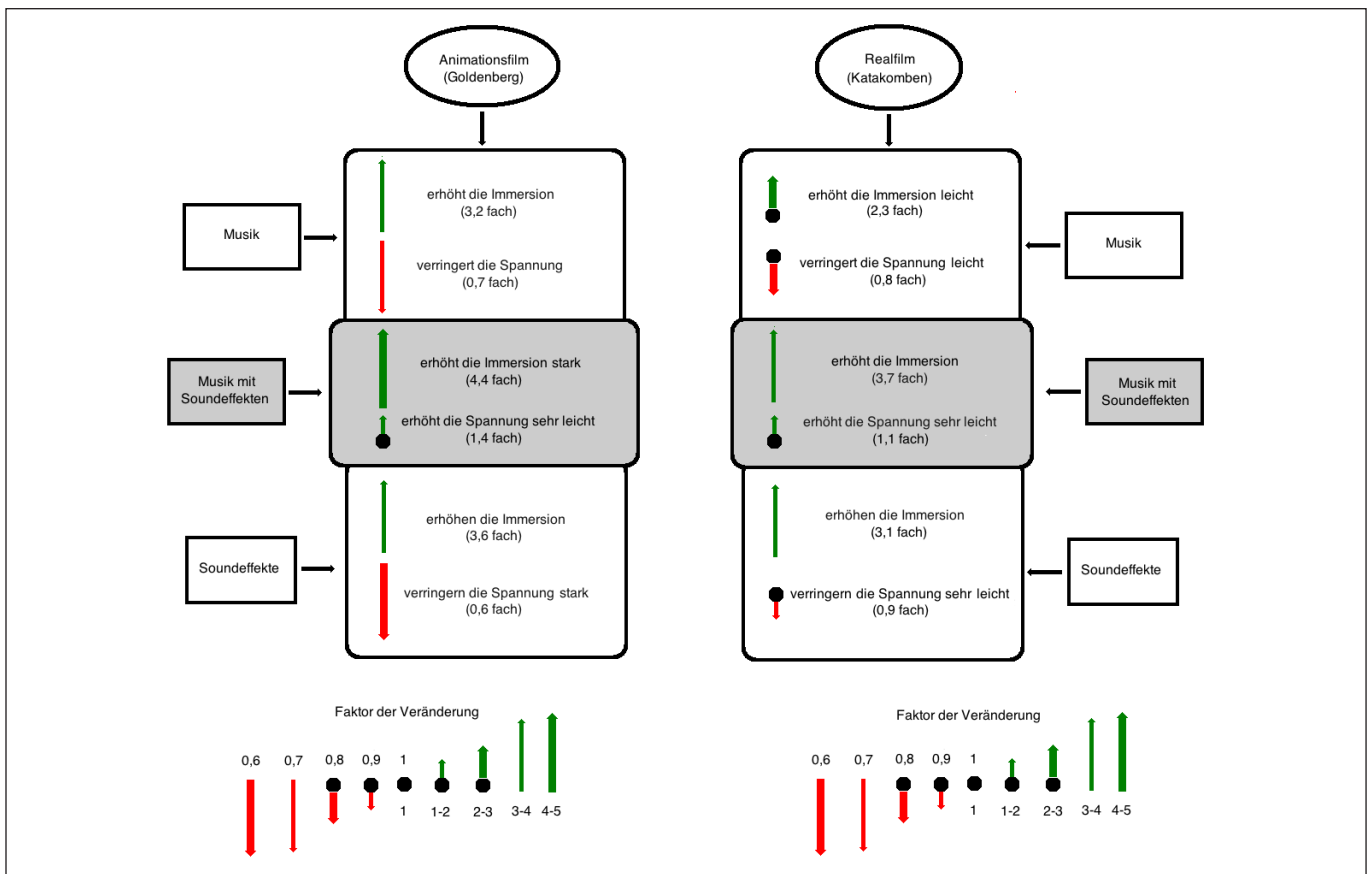 Animationsfilm
(Goldenberg)
Realfilm
(Katakomben)
Musik
erhöht die Immersion
(3,2 fach)
verringert die Spannung
(0,7 fach)
erhöht die Immersion leicht
(2,3 fach)
verringert die Spannung leicht
(0,8 fach)
Musik
Musik mit
Soundeffekten
erhöht die Immersion stark
(4,4 fach)
erhöht die Spannung sehr leicht
(1,4 fach)
erhöht die Immersion
(3,7 fach)
erhöht die Spannung sehr leicht
(1,1 fach)
Musik mit
Soundeffekten
Soundeffekte
erhöhen die Immersion
(3,6 fach)
verringern die Spannung stark
(0,6 fach)
erhöhen die Immersion
(3,1 fach)
verringern die Spannung sehr leicht
(0,9 fach)
Soundeffekte
Faktor der Veränderung
0,6 0,7 0,8 0,9 1
1 1-2 2-3 3-4 4-5
Faktor der Veränderung
0,6 0,7 0,8 0,9 1
1 1-2 2-3 3-4 4-5